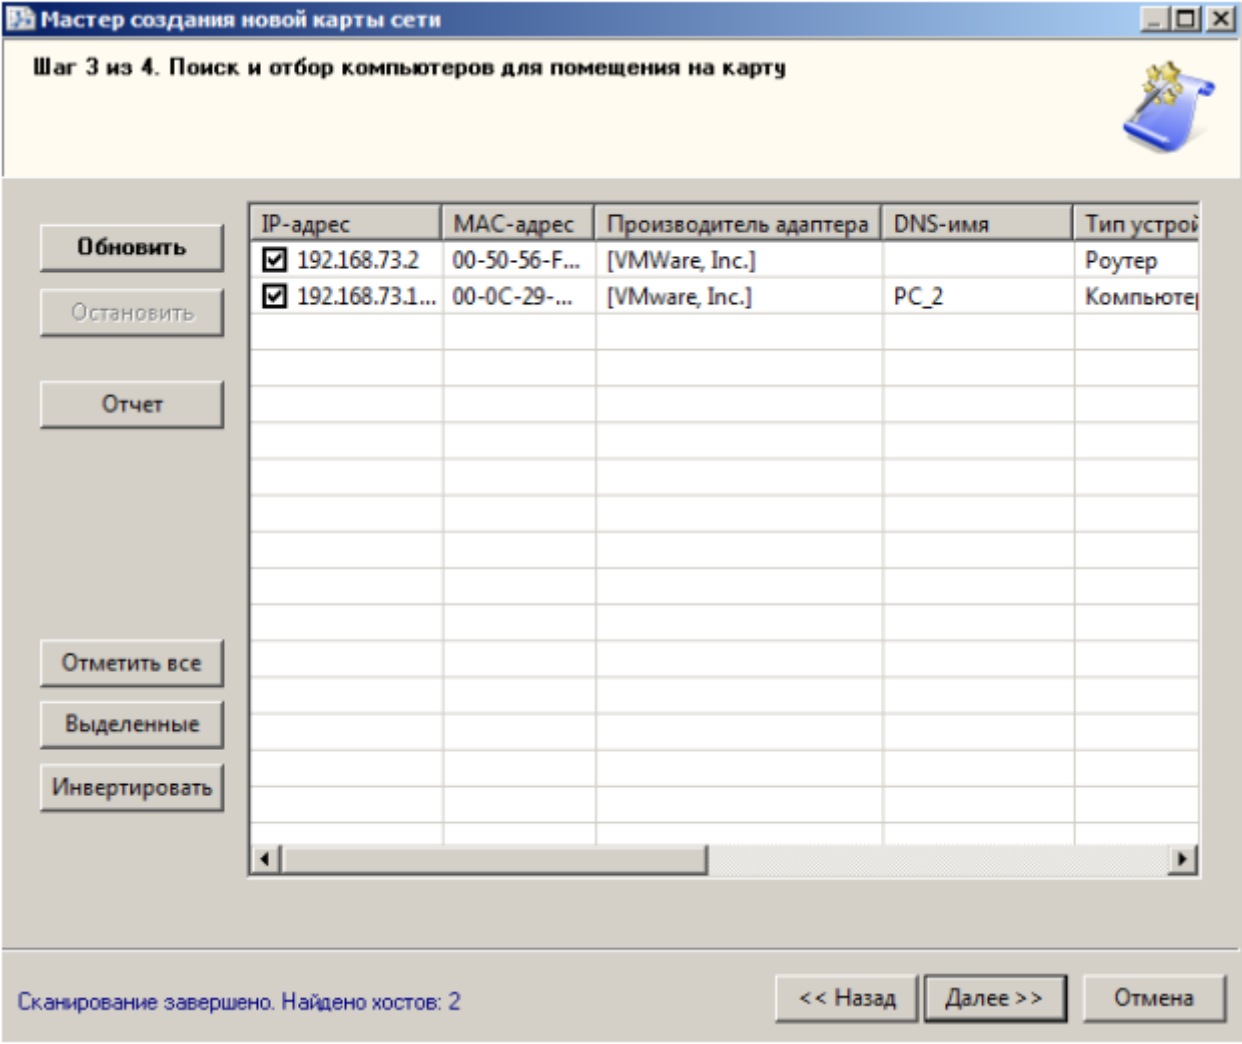 Мастер создания новой карты сети
Шаг 3 из 4. Поиск и отбор компьютеров для помещения на карту
Обновить
Остановить
Отчет
Отметить все
Выделенные
Инвертировать
IP-адрес MAC-адрес Производитель адаптера DNS-имя Тип устрой
192.168.73.2 00-50-56-F... [VMWare, Inc.] Роутер
192.168.73.1... 00-0C-29-... [VMware, Inc.] PC_2 Компьютер
Сканирование завершено. Найдено хостов: 2
<< Назад Далее >> Отмена